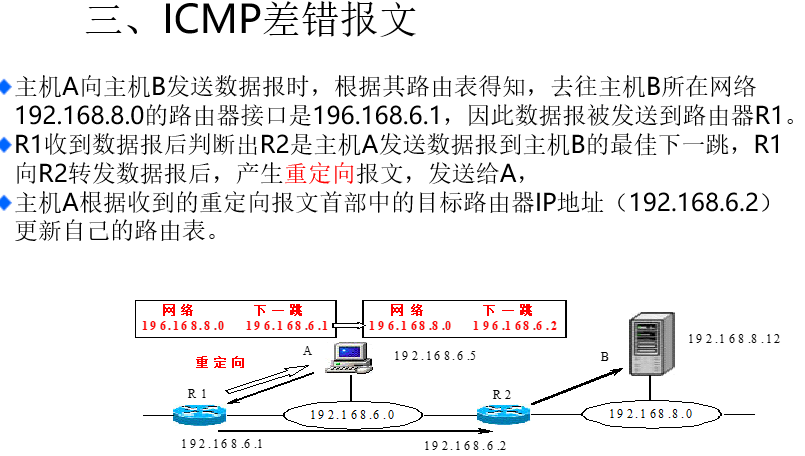 三、ICMP差错报文
主机A向主机B发送数据报时，根据其路由表得知，去往主机B所在网络
192.168.8.0的路由器接口是196.168.6.1，因此数据报被发送到路由器R1。
R1收到数据报后判断出R2是主机A发送数据报到主机B的最佳下一跳，R1
向R2转发数据报后，产生重定向报文，发送给A，
主机A根据收到的重定向报文首部中的目标路由器IP地址（192.168.6.2）
更新自己的路由表。
网络 下一跳 网络 下一跳
196.168.8.0 196.168.6.1 196.168.8.0 196.168.6.2
192.168.8.12
A 192.168.6.5 B
重定向
R1 R2
192.168.6.0 192.168.8.0
192.168.6.1 192.168.6.2